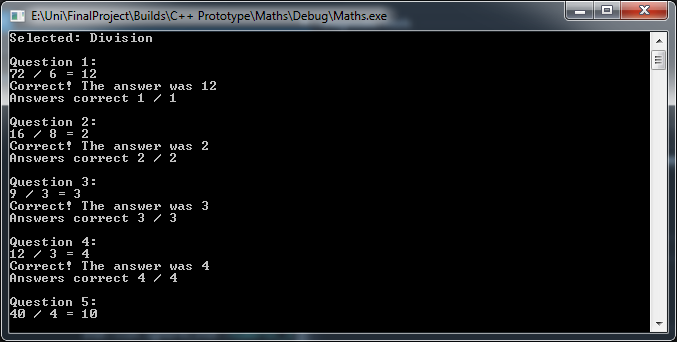 E:\Uni\FinalProject\Builds\C++ Prototype\Maths\Debug\Maths.exe
Selected: Division
Question 1:
72 / 6 = 12
Correct! The answer was 12
Answers correct 1 / 1
Question 2:
16 / 8 = 2
Correct! The answer was 2
Answers correct 2 / 2
Question 3:
9 / 3 = 3
Correct! The answer was 3
Answers correct 3 / 3
Question 4:
12 / 3 = 4
Correct! The answer was 4
Answers correct 4 / 4
Question 5:
40 / 4 = 10